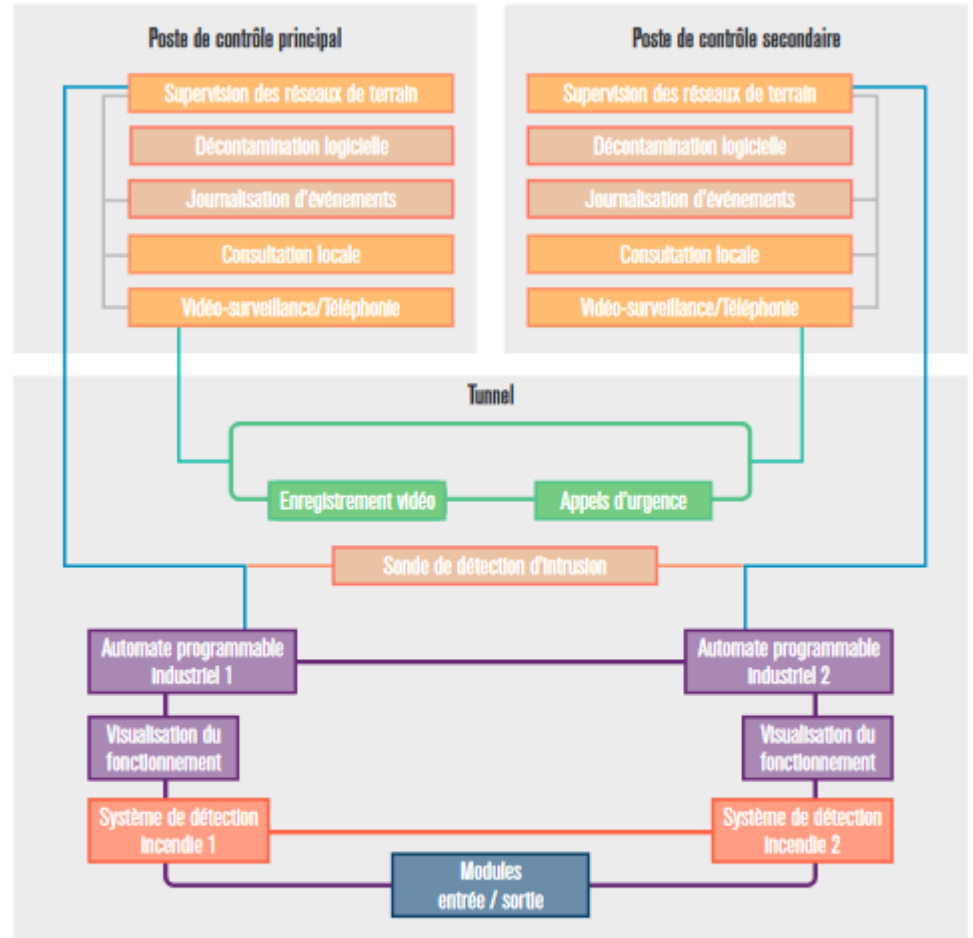 Poste de contrôle principal
Supervision des réseaux de terrain
Décontamination logicielle
Journalisation d'événements
Consultation locale
Vidéo-surveillance/Téléphonie
Poste de contrôle secondaire
Supervision des réseaux de terrain
Décontamination logicielle
Journalisation d'événements
Consultation locale
Vidéo-surveillance/Téléphonie
Tunnel
Enregistrement vidéo
Appels d'urgence
Sonde de détection d'intrusion
Automate programmable
industriel 1
Automate programmable
industriel 2
Visualisation du
fonctionnement
Visualisation du
fonctionnement
Système de détection
incendie 1
Système de détection
incendie 2
Modules
entrée / sortie